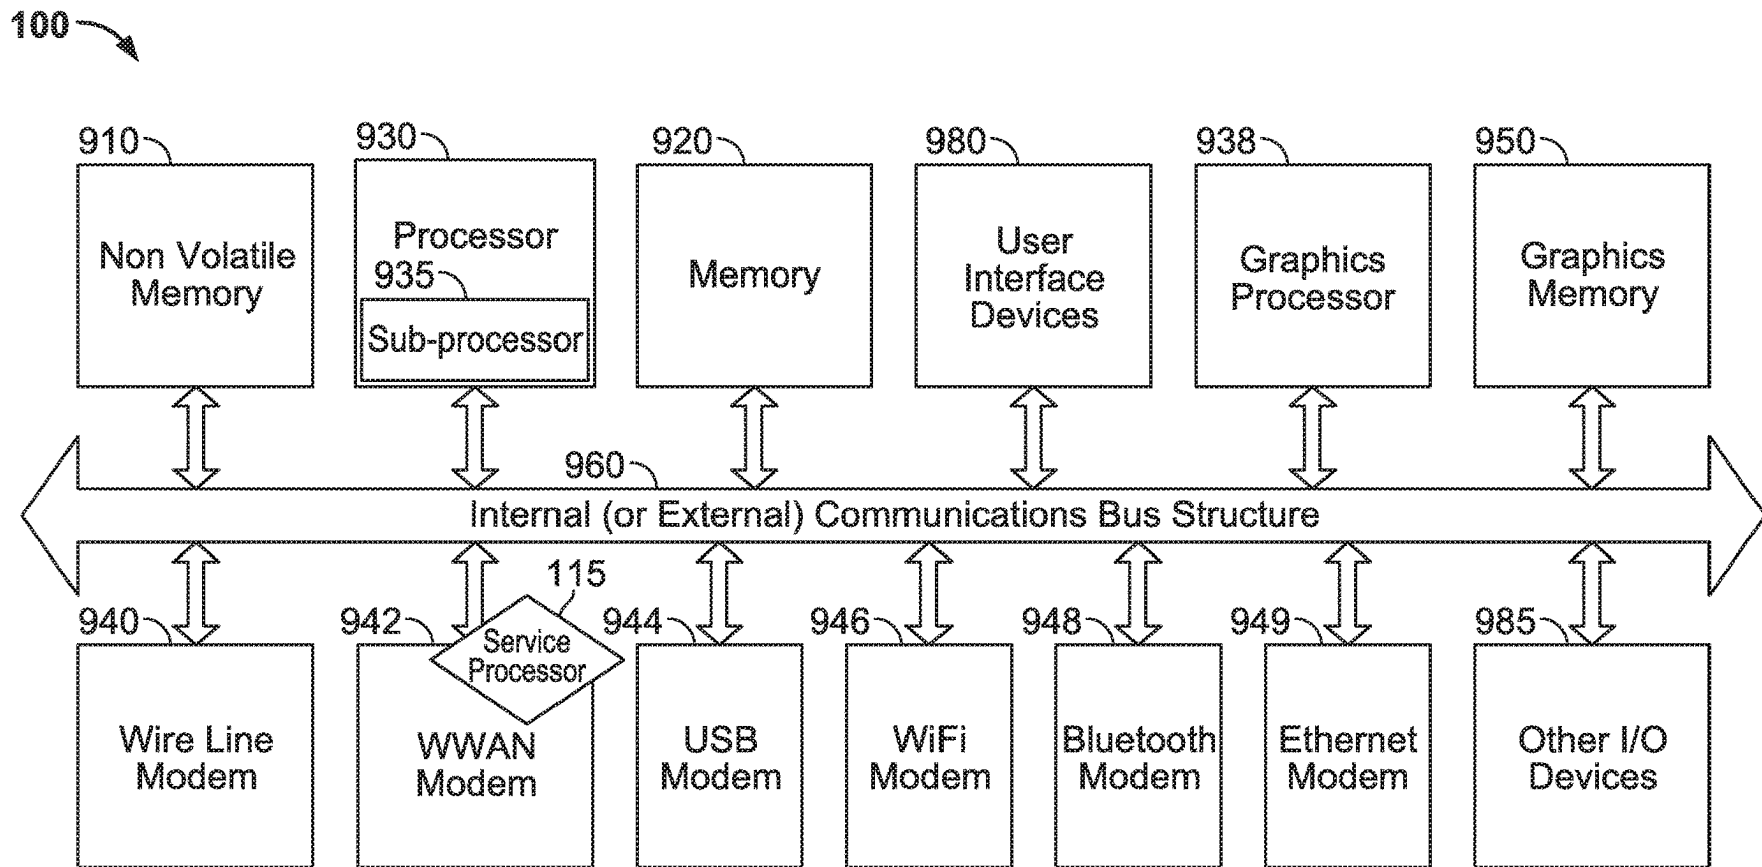 100
910
930
920
980
938
950
Non Volatile
Memory
Processor
935
Sub-processor
Memory
User
Interface
Devices
Graphics
Processor
Graphics
Memory
960
Internal (or External) Communications Bus Structure
115
940
942
Service
Processor
944
946
948
949
985
Wire Line
Modem
WWAN
Modem
USB
Modem
WiFi
Modem
Bluetooth
Modem
Ethernet
Modem
Other I/O
Devices